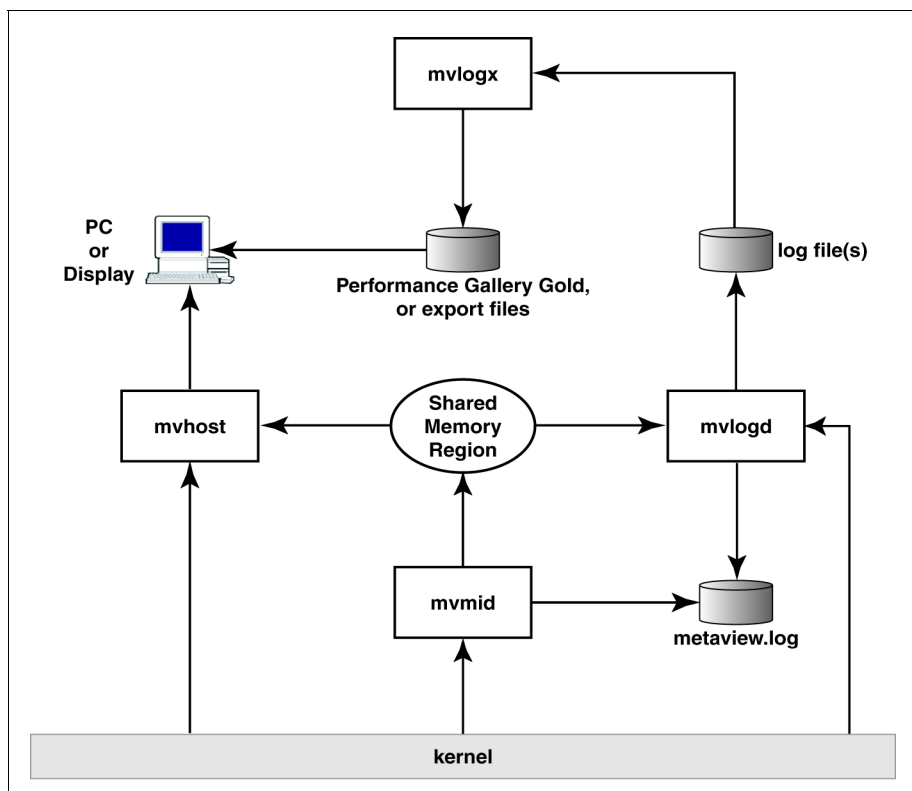 mvlogx
PC
or
Display
log file(s)
Performance Gallery Gold,
or export files
mvhost
Shared
Memory
Region
mvlogd
mvmid
metaview.log
kernel